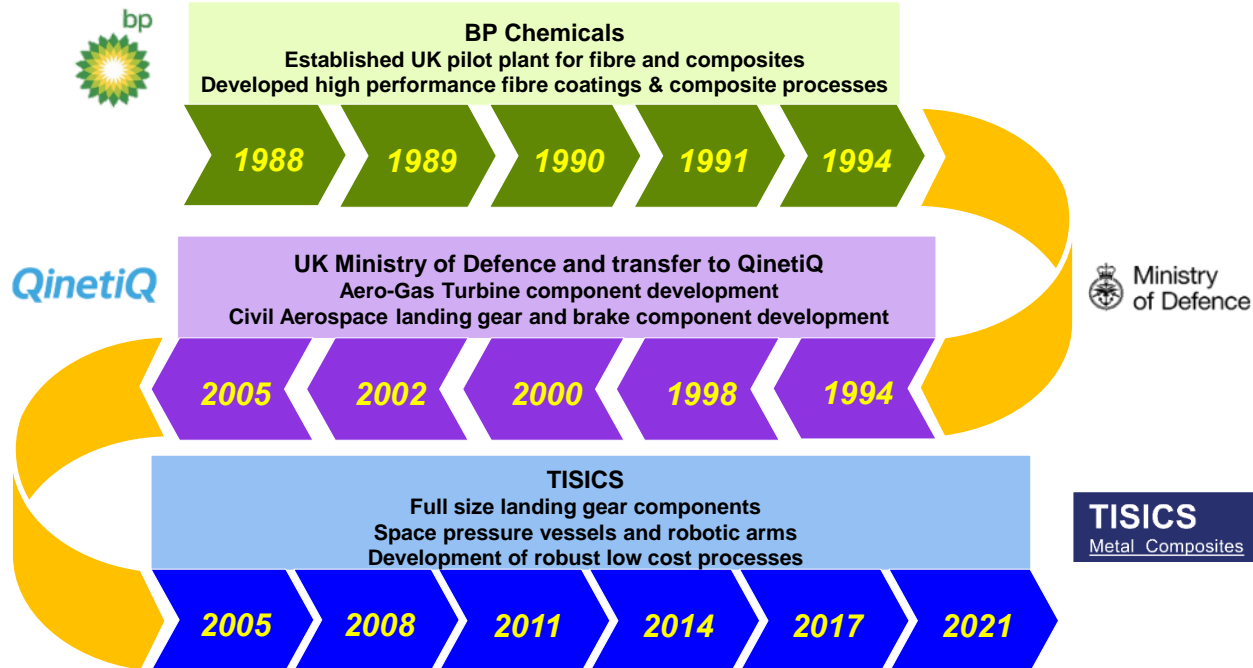 bp
BP Chemicals
Established UK pilot plant for fibre and composites
Developed high performance fibre coatings & composite processes
1988 1989 1990 1991 1994
QinetiQ
UK Ministry of Defence and transfer to QinetiQ
Aero-Gas Turbine component development
Civil Aerospace landing gear and brake component development
Ministry
of Defence
2005 2002 2000 1998 1994
TISICS
Full size landing gear components
Space pressure vessels and robotic arms
Development of robust low cost processes
TISICS
Metal Composites
2005 2008 2011 2014 2017 2021